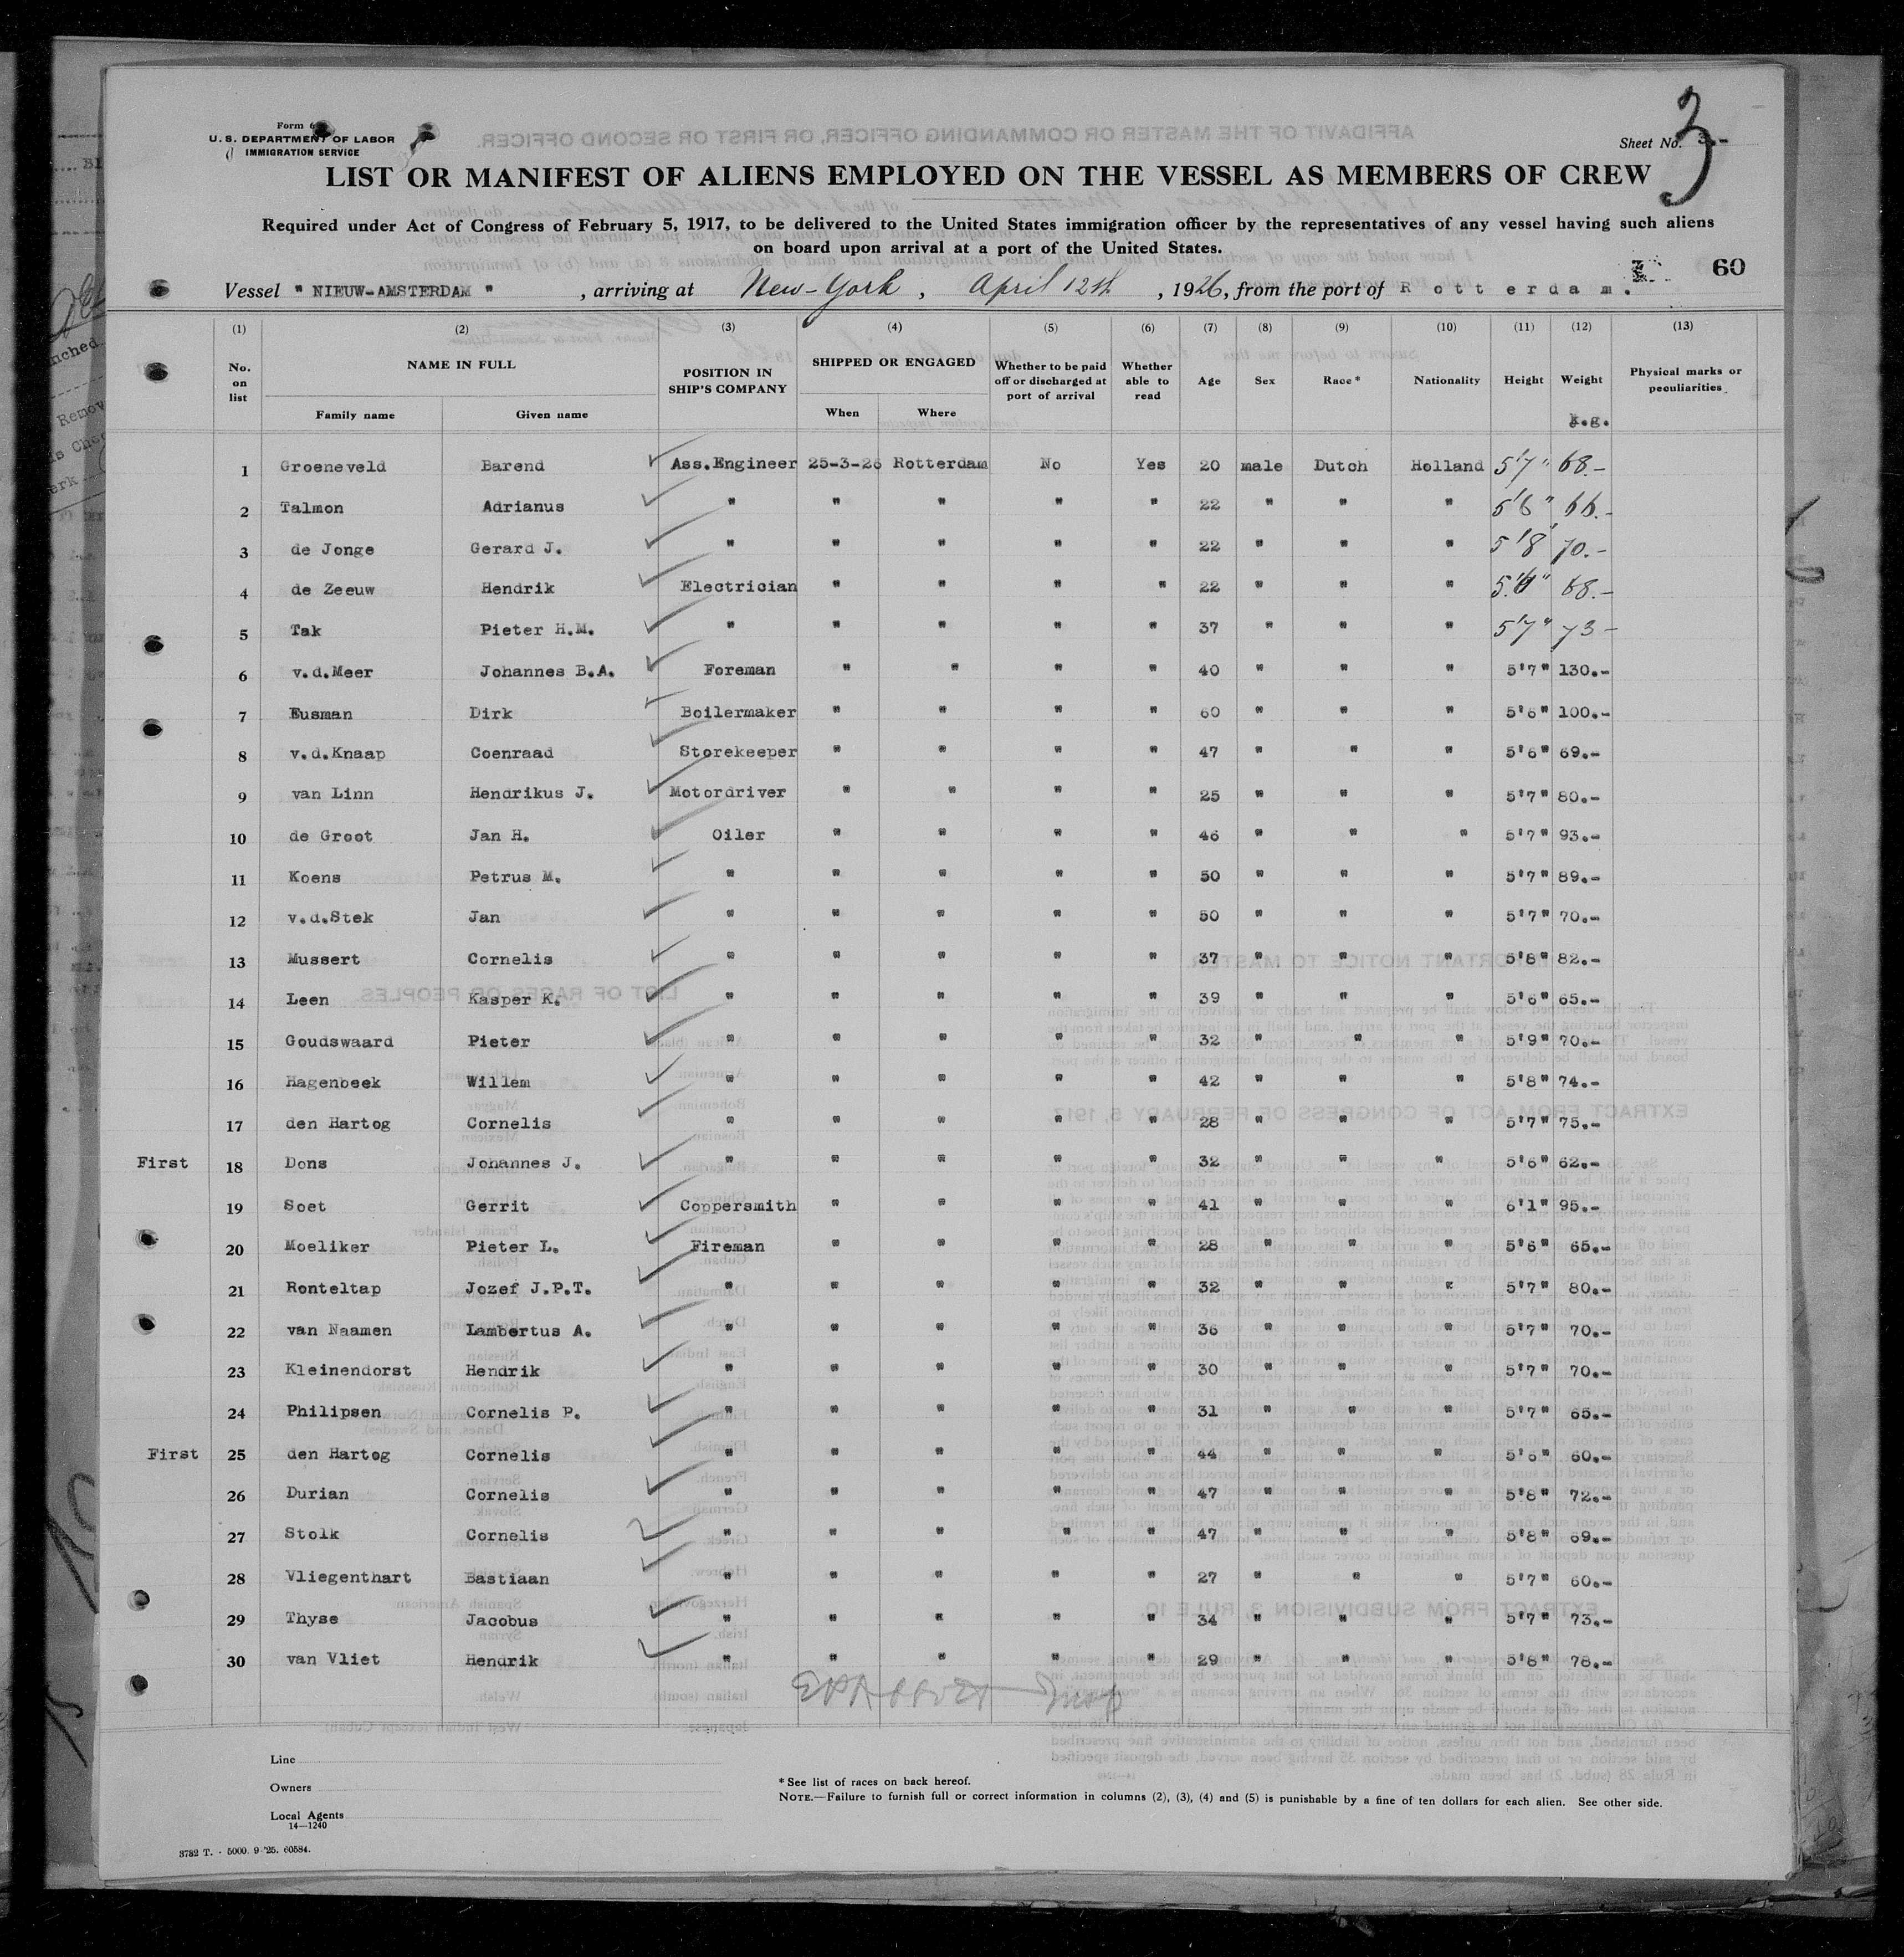 Form 6
U. S. DEPARTMENT OF LABOR
IMMIGRATION SERVICE
Sheet No. 3.-
3
LIST OR MANIFEST OF ALIENS EMPLOYED ON THE VESSEL AS MEMBERS OF CREW
Required under Act of Congress of February 5, 1917, to be delivered to the United States immigration officer by the representatives of any vessel having such aliens
on board upon arrival at a port of the United States.
60
Vessel " NIEUW-AMSTERDAM " , arriving at New-York , April 12th , 1926, from the port of Rotterdam.
(1) (2) (3) (4) (5) (6) (7) (8) (9) (10) (11) (12) (13)
No. on list NAME IN FULL POSITION IN SHIP'S COMPANY SHIPPED OR ENGAGED Whether to be paid off or discharged at port of arrival Whether able to read Age Sex Race* Nationality Height Weight Physical marks or peculiarities
Family name Given name When Where k.g.
1 Groeneveld Barend Ass.Engineer 25-3-26 Rotterdam No Yes 20 male Dutch Holland 5'7" 68.-
2 Talmon Adrianus " " " " " 22 " " " 5'6" 66.-
3 de Jonge Gerard J. " " " " " 22 " " " 5'8 70.-
4 de Zeeuw Hendrik Electrician " " " " 22 " " " 68.-
5 Tak Pieter H.M. " " " " " 37 " " " 5'7" 73-
6 v.d.Meer Johannes B.A. Foreman " " " " 40 " " " 5'7" 130.-
7 Eusman Dirk Boilermaker " " " " 60 " " " 5'6" 100.-
8 v.d.Knaap Coenraad Storekeeper " " " " 47 " " " 5'6" 69.-
9 van Linn Hendrikus J. Motordriver " " " " 25 " " " 5'7" 80.-
10 de Groot Jan H. Oiler " " " " 46 " " " 5'7" 93.-
11 Koens Petrus M. " " " " " 50 " " " 5'7" 89.-
12 v.d.Stek Jan " " " " " 50 " " " 5'7" 70.-
13 Mussert Cornelis " " " " " 37 " " " 5'8" 82.-
14 Leen Kasper K. " " " " " 39 " " " 5'6" 65.-
15 Goudswaard Pieter " " " " " 32 " " " 5'9" 70.-
16 Hagenbeek Willem " " " " " 42 " " " 5'8" 74.-
17 den Hartog Cornelis " " " " " 28 " " " 5'7" 75.-
First 18 Dons Johannes J. " " " " " 32 " " " 5'6" 62.-
19 Soet Gerrit Coppersmith " " " " 41 " " " 6'1" 95.-
20 Moeliker Pieter L. Fireman " " " " 28 " " " 5'6" 65.-
21 Ronteltap Jozef J.P.T. " " " " " 32 " " " 5'7" 80.-
22 van Naamen Lambertus A. " " " " " 36 " " " 5'7" 70.-
23 Kleinendorst Hendrik " " " " " 30 " " " 5'7" 70.-
24 Philipsen Cornelis P. " " " " " 31 " " " 5'7" 65.-
First 25 den Hartog Cornelis " " " " " 44 " " " 5'6" 60.-
26 Durian Cornelis " " " " " 47 " " " 5'8" 72.-
27 Stolk Cornelis " " " " " 47 " " " 5'8" 69.-
28 Vliegenthart Bastiaan " " " " " 27 " " " 5'7" 60.-
29 Thyse Jacobus " " " " " 34 " " " 5'7" 73.-
30 van Vliet Hendrik " " " " " 29 " " " 5'8" 78.-
Line
Owners
Local Agents
14—1240
* See list of races on back hereof.
NOTE.—Failure to furnish full or correct information in columns (2), (3), (4) and (5) is punishable by a fine of ten dollars for each alien. See other side.
3782 T. - 5000. 9-'25. 60584.